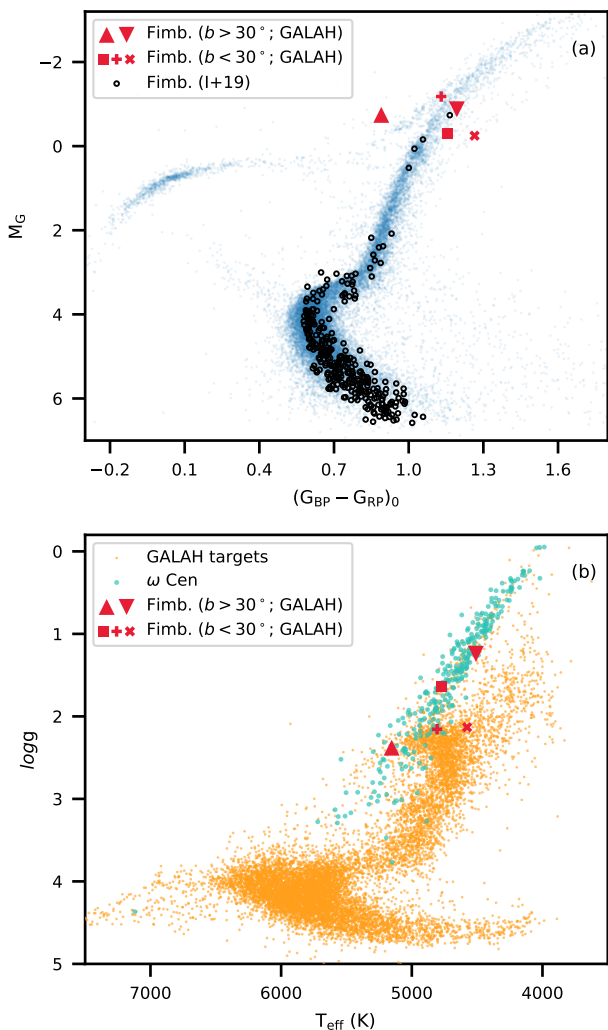 Fimb. (b > 30°; GALAH)
Fimb. (b < 30°; GALAH)
Fimb. (I+19)
(a)
−2
0
2
4
6
M_G
−0.2 0.1 0.4 0.7 1.0 1.3 1.6
(G_BP − G_RP)_0
GALAH targets
ω Cen
Fimb. (b > 30°; GALAH)
Fimb. (b < 30°; GALAH)
(b)
0
1
2
3
4
5
logg
7000 6000 5000 4000
T_eff (K)